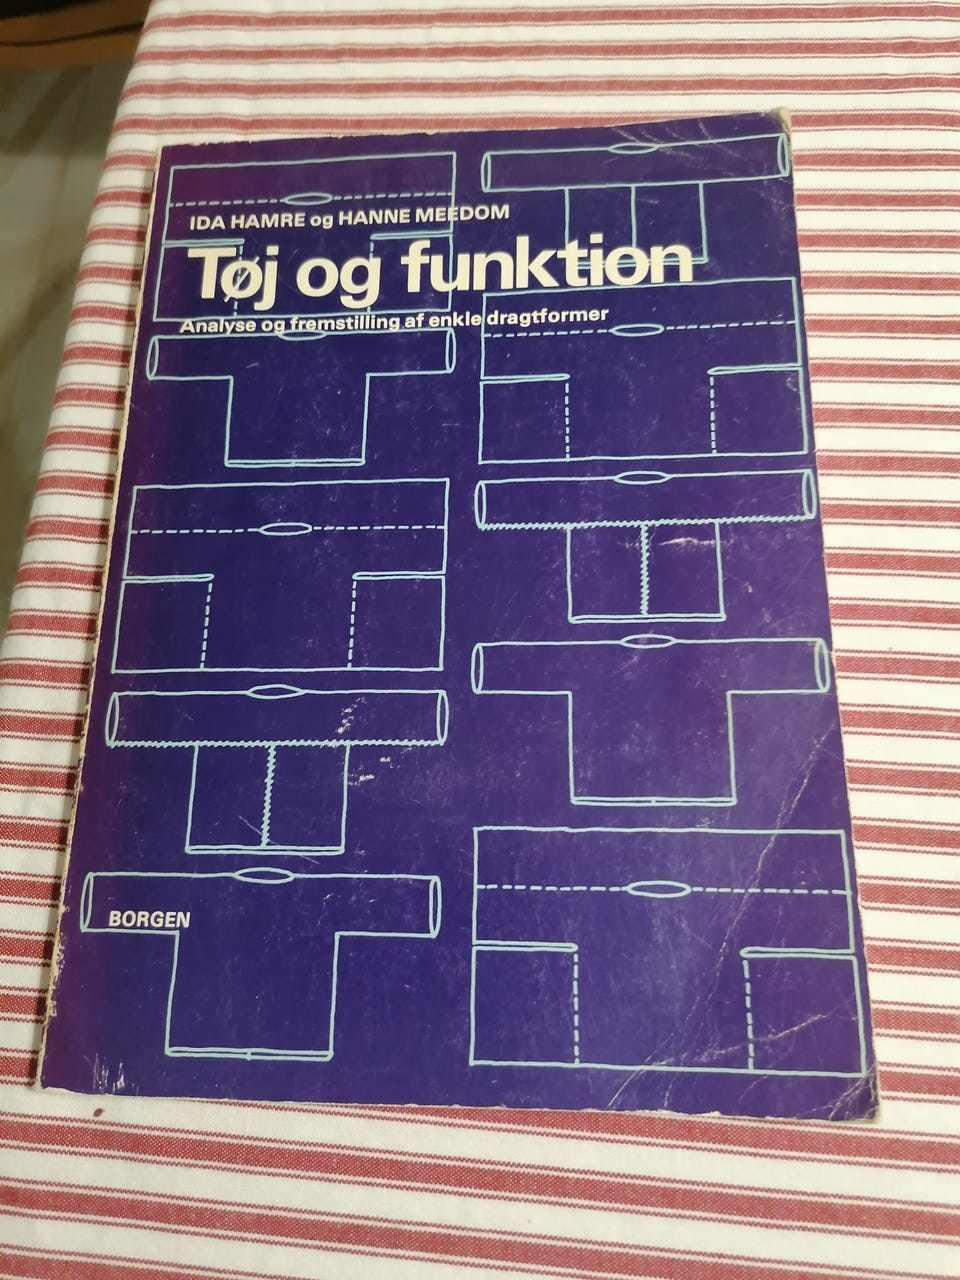 IDA HAMRE og HANNE MEEDOM
Tøj og funktion
Analyse og fremstilling af enkle dragtformer
BORGEN